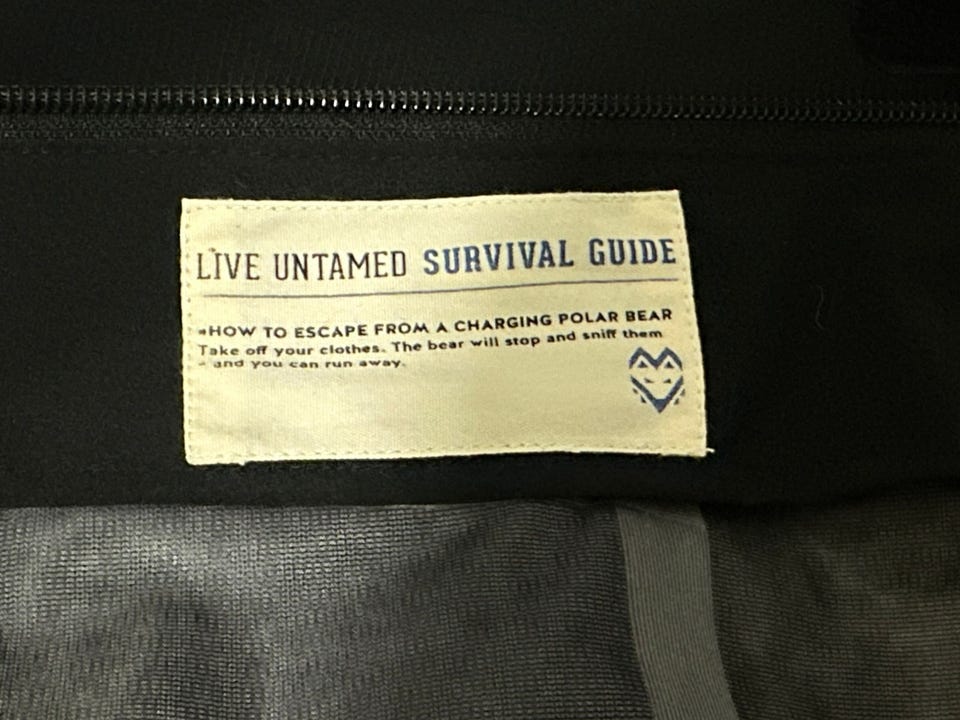 LIVE UNTAMED SURVIVAL GUIDE
HOW TO ESCAPE FROM A CHARGING POLAR BEAR
Take off your clothes. The bear will stop and sniff them
– and you can run away.